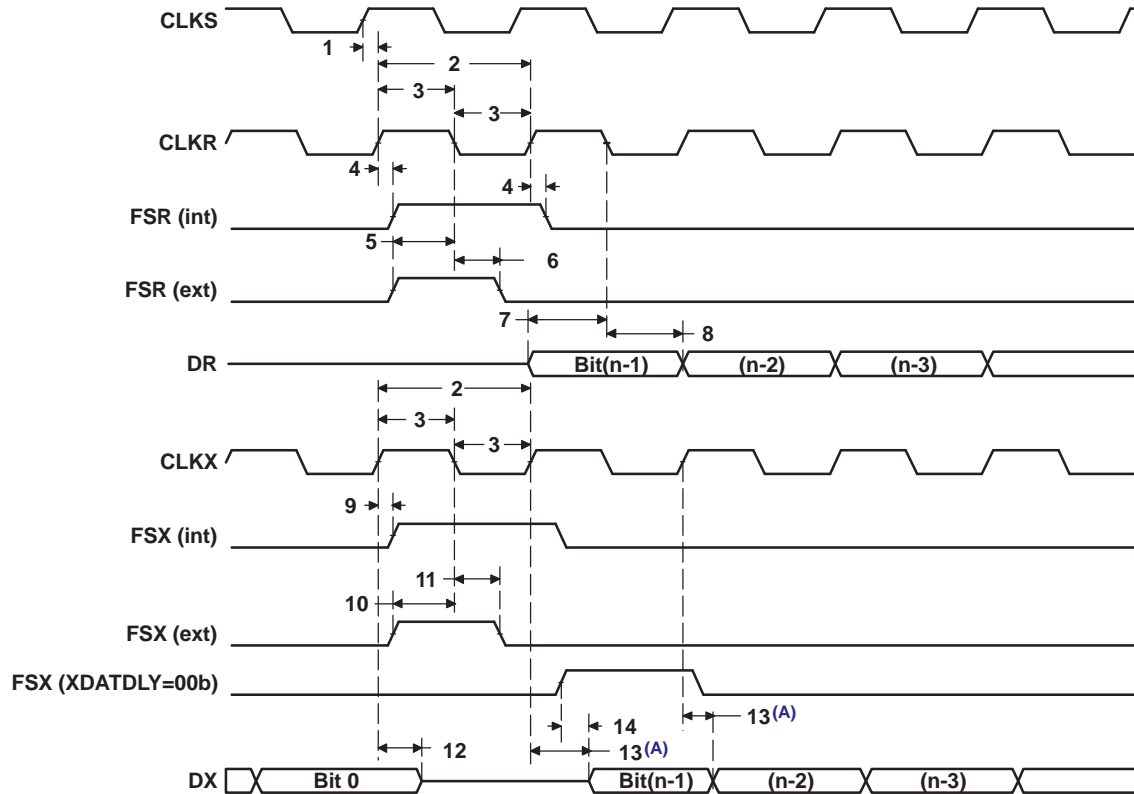 CLKS
1
2
3
3
CLKR
4
4
FSR (int)
5
6
FSR (ext)
7
8
DR
Bit(n-1)
(n-2)
(n-3)
2
3
3
CLKX
9
FSX (int)
11
10
FSX (ext)
FSX (XDATDLY=00b)
14
13(A)
12
13(A)
DX
Bit 0
Bit(n-1)
(n-2)
(n-3)